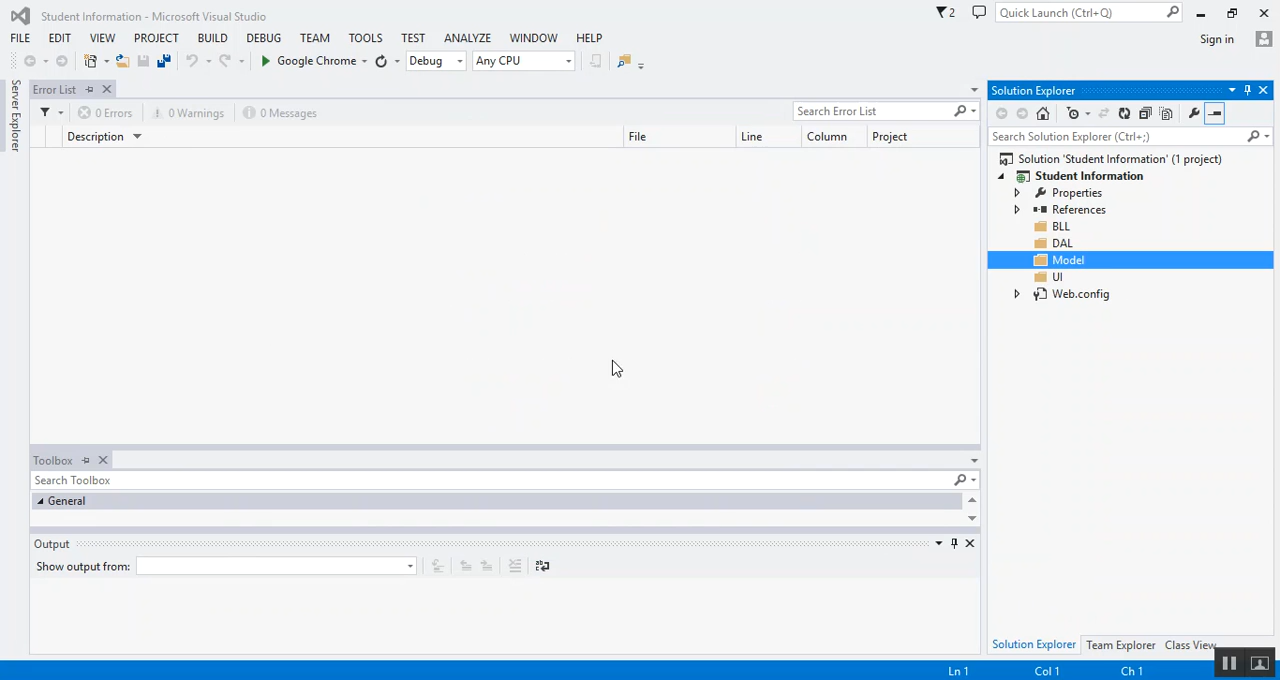 Student Information - Microsoft Visual Studio
2
Quick Launch (Ctrl+Q)
FILE EDIT VIEW PROJECT BUILD DEBUG TEAM TOOLS TEST ANALYZE WINDOW HELP
Sign in
Google Chrome Debug Any CPU
Server Explorer
Error List
0 Errors 0 Warnings 0 Messages
Search Error List
Description File Line Column Project
Toolbox
Search Toolbox
General
Output
Show output from:
Solution Explorer
Search Solution Explorer (Ctrl+;)
Solution 'Student Information' (1 project)
Student Information
Properties
References
BLL
DAL
Model
UI
Web.config
Solution Explorer Team Explorer Class View
Ln 1 Col 1 Ch 1